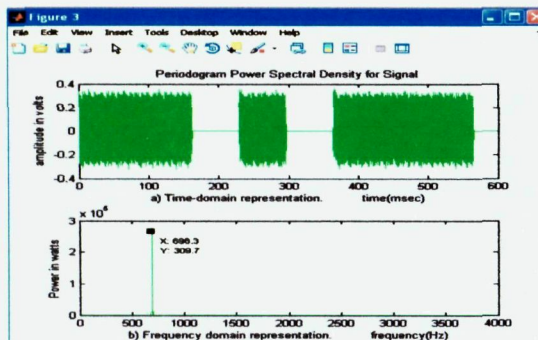 Figure 3
File Edit View Insert Tools Desktop Window Help
Periodogram Power Spectral Density for Signal
amplitude in volts
0.4
0.2
0
-0.2
-0.4
0 100 200 300 400 500 600
a) Time-domain representation. time(msec)
x 10
Power in watts
3
2
1
0
X: 696.3
Y: 309.7
0 500 1000 1500 2000 2500 3000 3500 4000
b) Frequency domain representation. frequency(Hz)